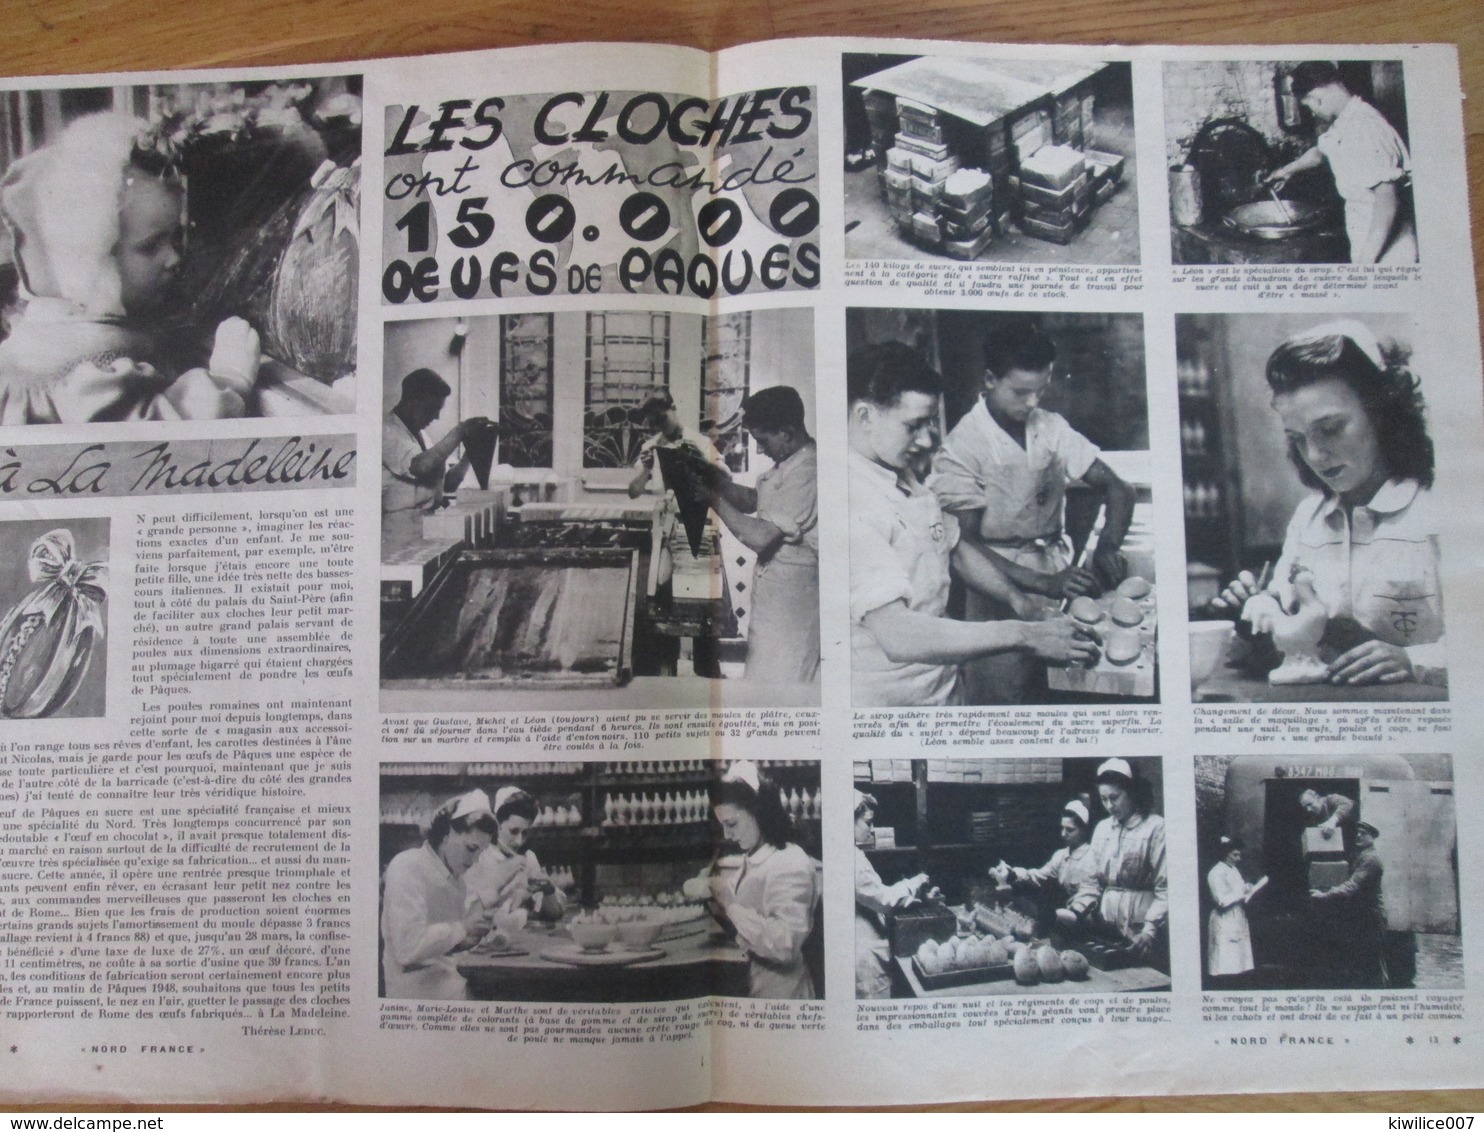 LES CLOCHES
ont commandé
150.000
OEUFS DE PAQUES
à La Madeleine
N peut difficilement, lorsqu'on est une
« grande personne », imaginer les réac-
tions exactes d'un enfant. Je me sou-
viens parfaitement, par exemple, m'être
faite lorsque j'étais encore une toute
petite fille, une idée très nette des basses-
cours italiennes. Il existait pour moi,
tout à côté du palais du Saint-Père (afin
de faciliter aux cloches leur petit mar-
ché), un autre grand palais servant de
résidence à toute une assemblée de
poules aux dimensions extraordinaires,
au plumage bigarré qui étaient chargées
tout spécialement de pondre les œufs
de Pâques.
Les poules romaines ont maintenant
rejoint pour moi depuis longtemps, dans
cette sorte de « magasin aux accessoi-
ù l'on range tous ses rêves d'enfant, les carottes destinées à l'âne
nt Nicolas, mais je garde pour les œufs de Pâques une espèce de
sse toute particulière et c'est pourquoi, maintenant que je suis
de l'autre côté de la barricade (c'est-à-dire du côté des grandes
nes) j'ai tenté de connaître leur très véridique histoire.
œuf de Pâques en sucre est une spécialité française et mieux
une spécialité du Nord. Très longtemps concurrencé par son
edoutable « l'œuf en chocolat », il avait presque totalement dis-
u marché en raison surtout de la difficulté de recrutement de la
'œuvre très spécialisée qu'exige sa fabrication... et aussi du man-
sucre. Cette année, il opère une rentrée presque triomphale et
ants peuvent enfin rêver, en écrasant leur petit nez contre les
s, aux commandes merveilleuses que passeront les cloches en
nt de Rome... Bien que les frais de production soient énormes
certains grands sujets l'amortissement du moule dépasse 3 francs
allage revient à 4 francs 88) et que, jusqu'au 28 mars, la confise-
« bénéficié » d'une taxe de luxe de 27%, un œuf décoré, d'une
11 centimètres, ne coûte à sa sortie d'usine que 39 francs. L'an
n, les conditions de fabrication seront certainement encore plus
les et, au matin de Pâques 1948, souhaitons que tous les petits
de France puissent, le nez en l'air, guetter le passage des cloches
r rapporteront de Rome des œufs fabriqués... à La Madeleine.
Thérèse LEDUC.
* « NORD FRANCE »
Avant que Gustave, Michel et Léon (toujours) aient pu se servir des moules de plâtre, ceux-
ci ont dû séjourner dans l'eau tiède pendant 6 heures. Ils sont ensuite égouttés, mis en posi-
tion sur un marbre et remplis à l'aide d'entonnoirs. 110 petits sujets ou 32 grands peuvent
être coulés à la fois.
Janine, Marie-Louise et Marthe sont de véritables artistes qui exécutent, à l'aide d'une
gamme complète de colorants (à base de gomme et de sirop de sucre) de véritables chefs-
d'œuvre. Comme elles ne sont pas gourmandes aucune crête rouge de coq, ni de queue verte
de poule ne manque jamais à l'appel.
Les 140 kilogs de sucre, qui semblent ici en pénitence, appartien-
nent à la catégorie dite « sucre raffiné ». Tout est en effet
question de qualité et il faudra une journée de travail pour
obtenir 3.000 œufs de ce stock.
« Léon » est le spécialiste du sirop. C'est lui qui règne
sur les grands chaudrons de cuivre dans lesquels le
sucre est cuit à un degré déterminé avant
d'être « massé ».
Le sirop adhère très rapidement aux moules qui sont alors ren-
versés afin de permettre l'écoulement du sucre superflu. La
qualité du « sujet » dépend beaucoup de l'adresse de l'ouvrier.
(Léon semble assez content de lui !)
Changement de décor. Nous sommes maintenant dans
la « salle de maquillage » où après s'être reposés
pendant une nuit, les œufs, poules et coqs, se font
faire « une grande beauté ».
Nouveau repos d'une nuit et les régiments de coqs et de poules,
les impressionnantes couvées d'œufs géants vont prendre place
dans des emballages tout spécialement conçus à leur usage...
Ne croyez pas qu'après cela ils puissent voyager
comme tout le monde ! Ils ne supportent ni l'humidité,
ni les cahots et ont droit de ce fait à un petit camion.
« NORD FRANCE » * 13 *
kiwilice007